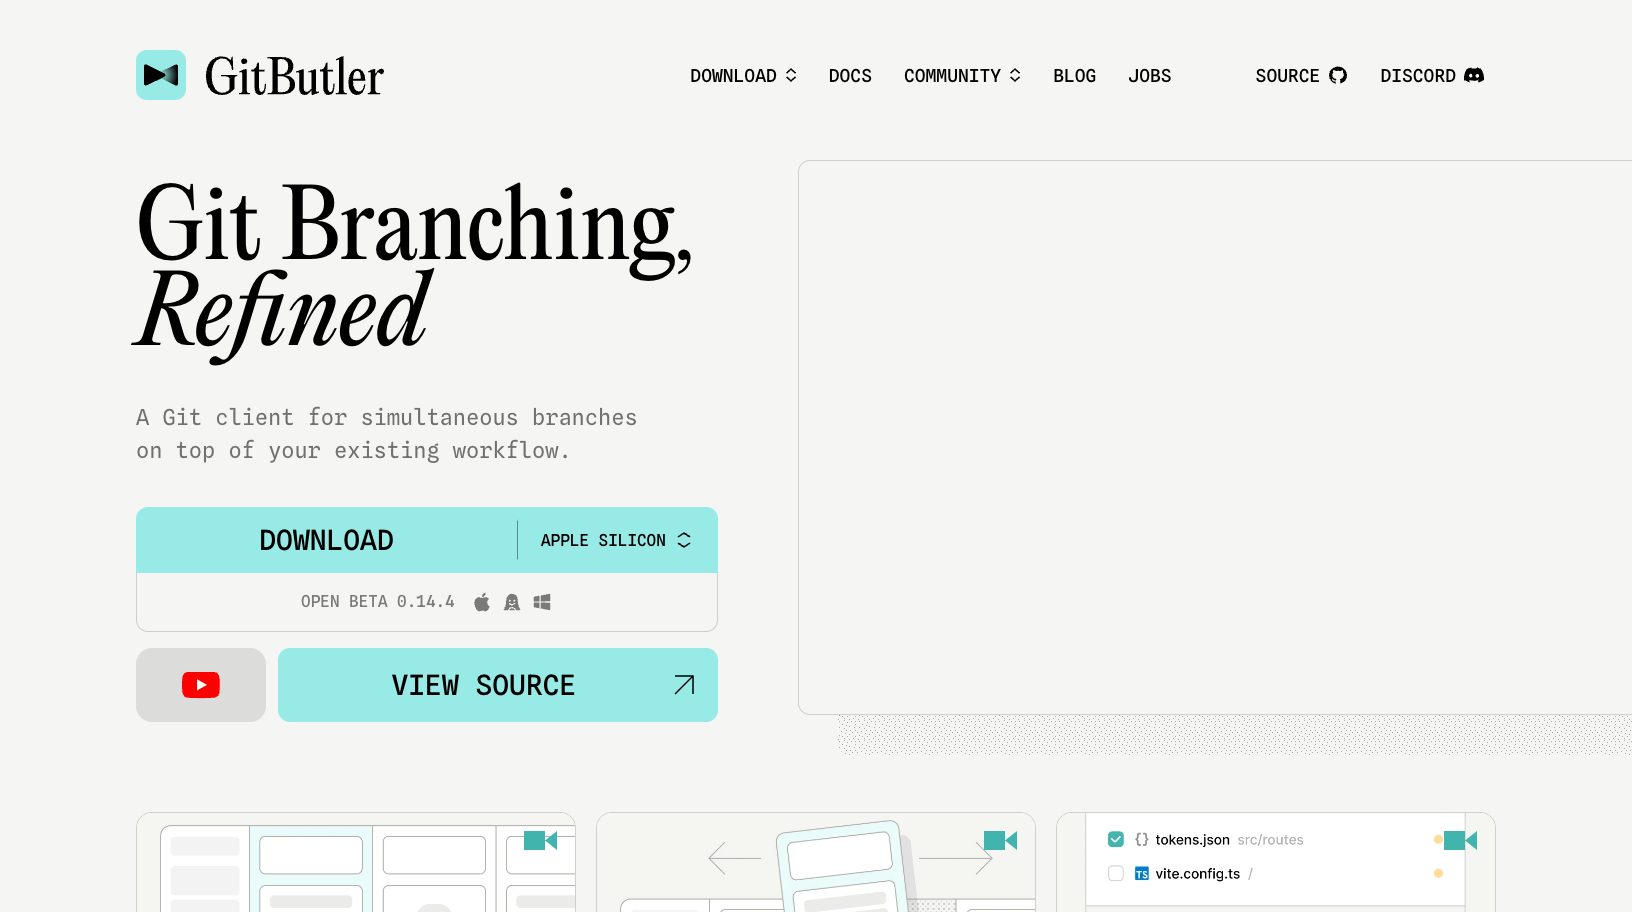 GitButler
DOWNLOAD DOCS COMMUNITY BLOG JOBS SOURCE DISCORD
Git Branching,
Refined
A Git client for simultaneous branches
on top of your existing workflow.
DOWNLOAD APPLE SILICON
OPEN BETA 0.14.4
VIEW SOURCE
{} tokens.json src/routes
TS vite.config.ts /